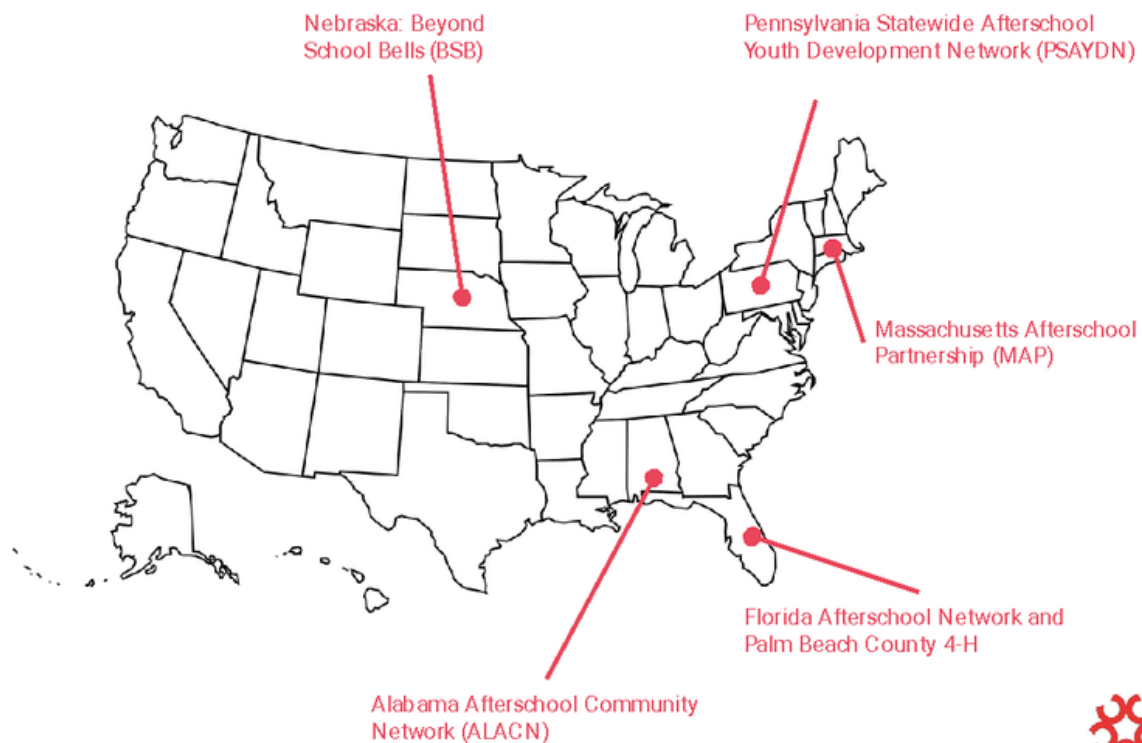 Nebraska: Beyond
School Bells (BSB)
Pennsylvania Statewide Afterschool
Youth Development Network (PSAYDN)
Massachusetts Afterschool
Partnership (MAP)
Florida Afterschool Network and
Palm Beach County 4-H
Alabama Afterschool Community
Network (ALACN)